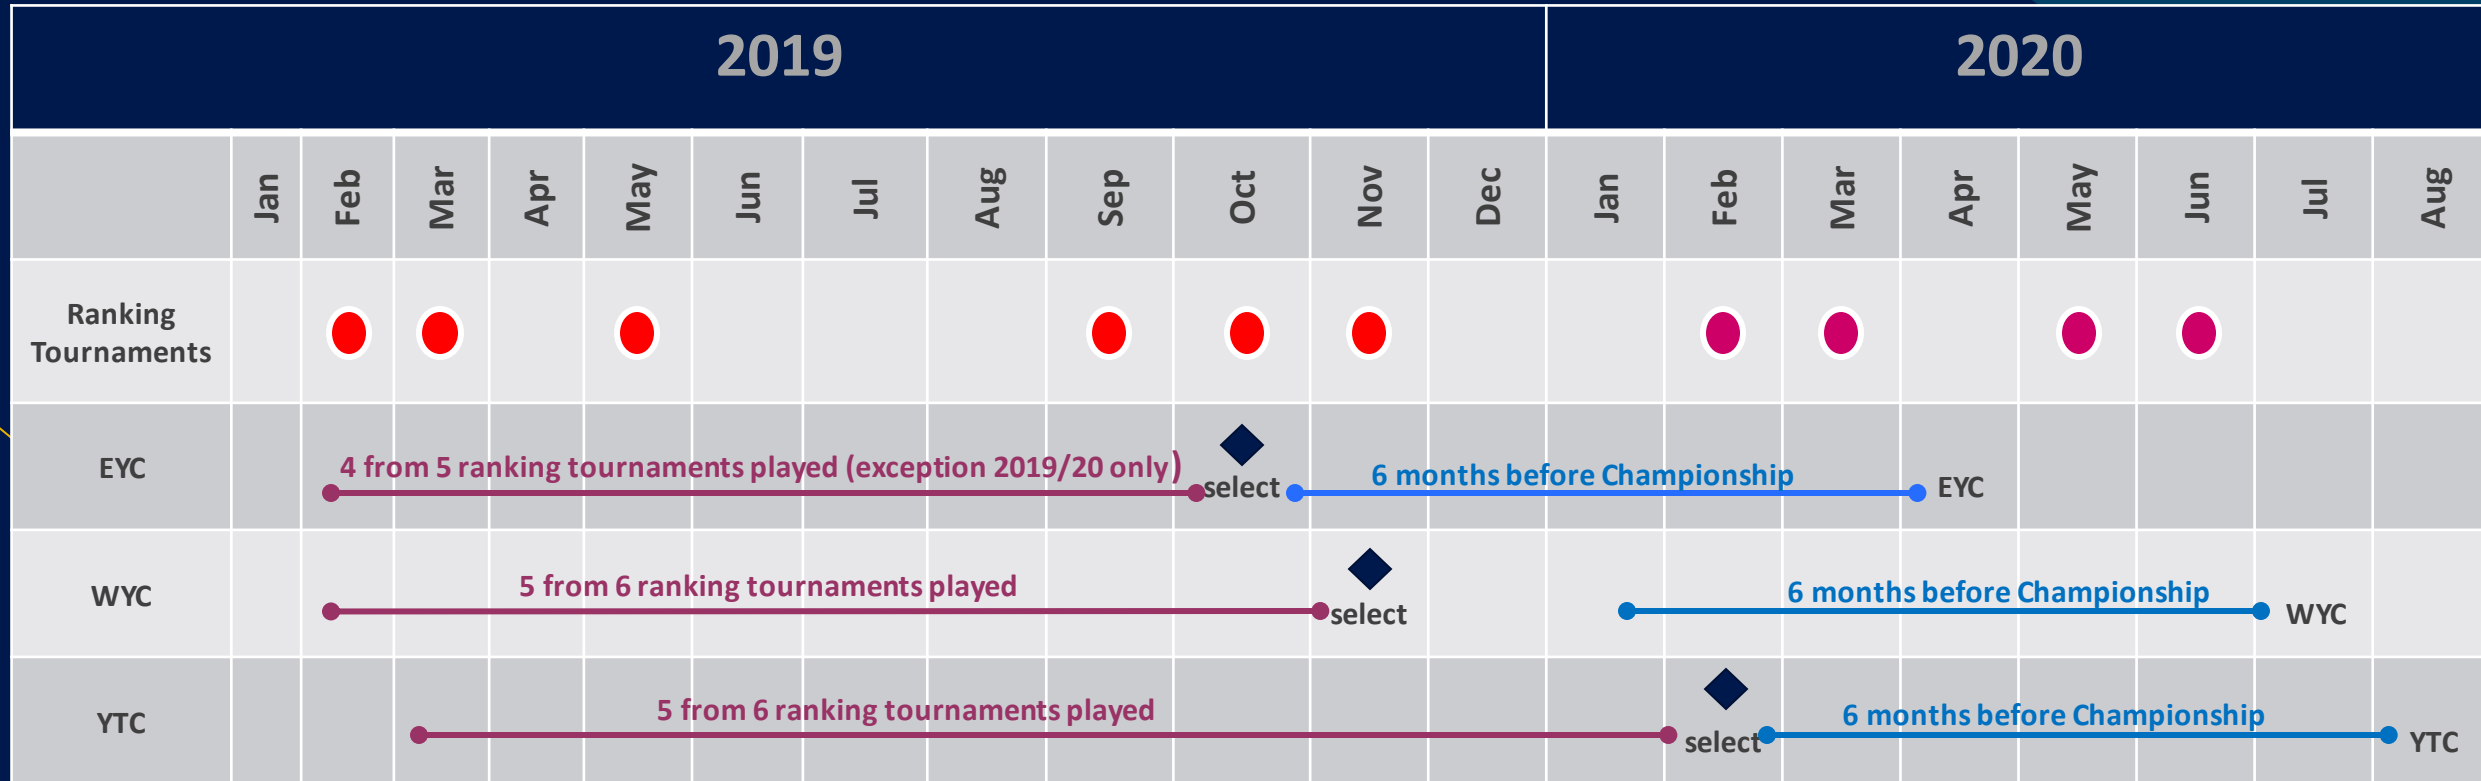 2019
2020
Jan
Feb
Mar
Apr
May
Jun
Jul
Aug
Sep
Oct
Nov
Dec
Jan
Feb
Mar
Apr
May
Jun
Jul
Aug
Ranking
Tournaments
EYC
4 from 5 ranking tournaments played (exception 2019/20 only)
select
6 months before Championship
EYC
WYC
5 from 6 ranking tournaments played
select
6 months before Championship
WYC
YTC
5 from 6 ranking tournaments played
select
6 months before Championship
YTC